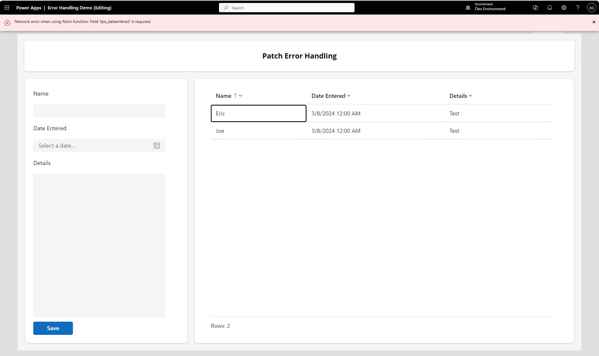 Power Apps | Error Handling Demo (Editing)
Search
Environment
Dev Environment
Network error when using Patch function: Field 'ipa_dateentered' is required.
Patch Error Handling
Name
Date Entered
Select a date...
Details
Save
Name Date Entered Details
Eric 3/8/2024 12:00 AM Test
Joe 3/8/2024 12:00 AM Test
Rows: 2